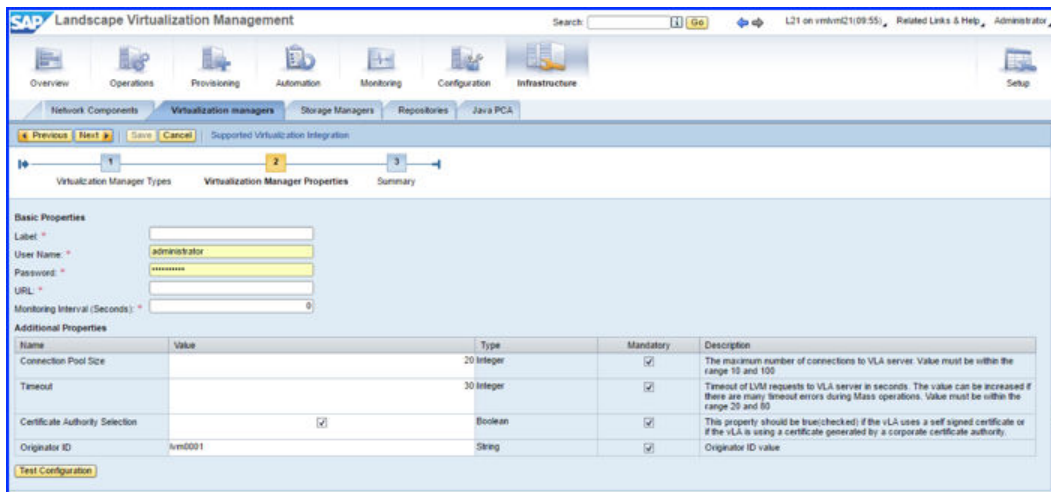 SAP Landscape Virtualization Management Search: Go L21 on vmlvml21(09:55) Related Links & Help Administrator
Overview Operations Provisioning Automation Monitoring Configuration Infrastructure Setup
Network Components Virtualization managers Storage Managers Repositories Java PCA
Previous Next Save Cancel Supported Virtualization Integration
1 2 3
Virtualization Manager Types Virtualization Manager Properties Summary
Basic Properties
Label: *
User Name: * administrator
Password: * ••••••••••
URL: *
Monitoring Interval (Seconds): * 0
Additional Properties
Name Value Type Mandatory Description
Connection Pool Size 20 Integer The maximum number of connections to VLA server. Value must be within the
range 10 and 100
Timeout 30 Integer Timeout of LVM requests to VLA server in seconds. The value can be increased if
there are many timeout errors during Mass operations. Value must be within the
range 20 and 60
Certificate Authority Selection Boolean This property should be true(checked) if the vLA uses a self signed certificate or
if the vLA is using a certificate generated by a corporate certificate authority.
Originator ID lvm0001 String Originator ID value
Test Configuration